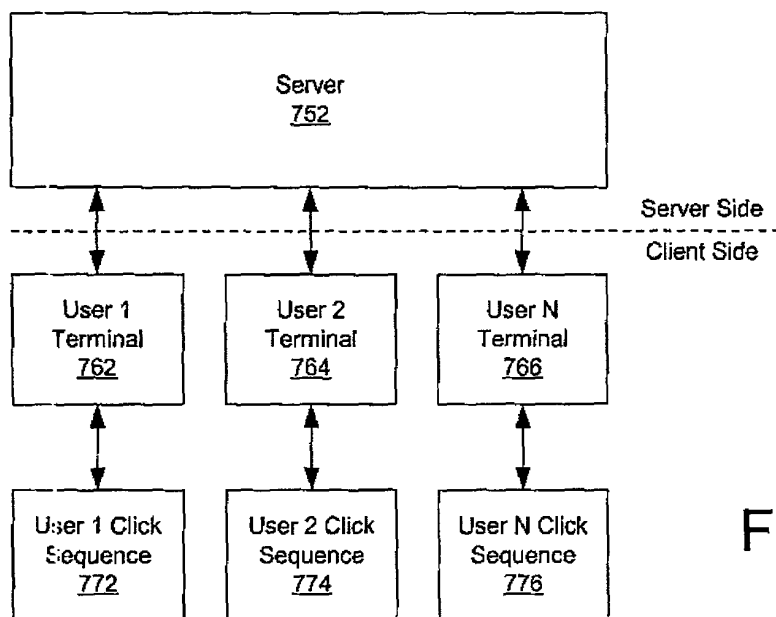 Server
752
Server Side
Client Side
User 1
Terminal
762
User 2
Terminal
764
User N
Terminal
766
User 1 Click
Sequence
772
User 2 Click
Sequence
774
User N Click
Sequence
776
F